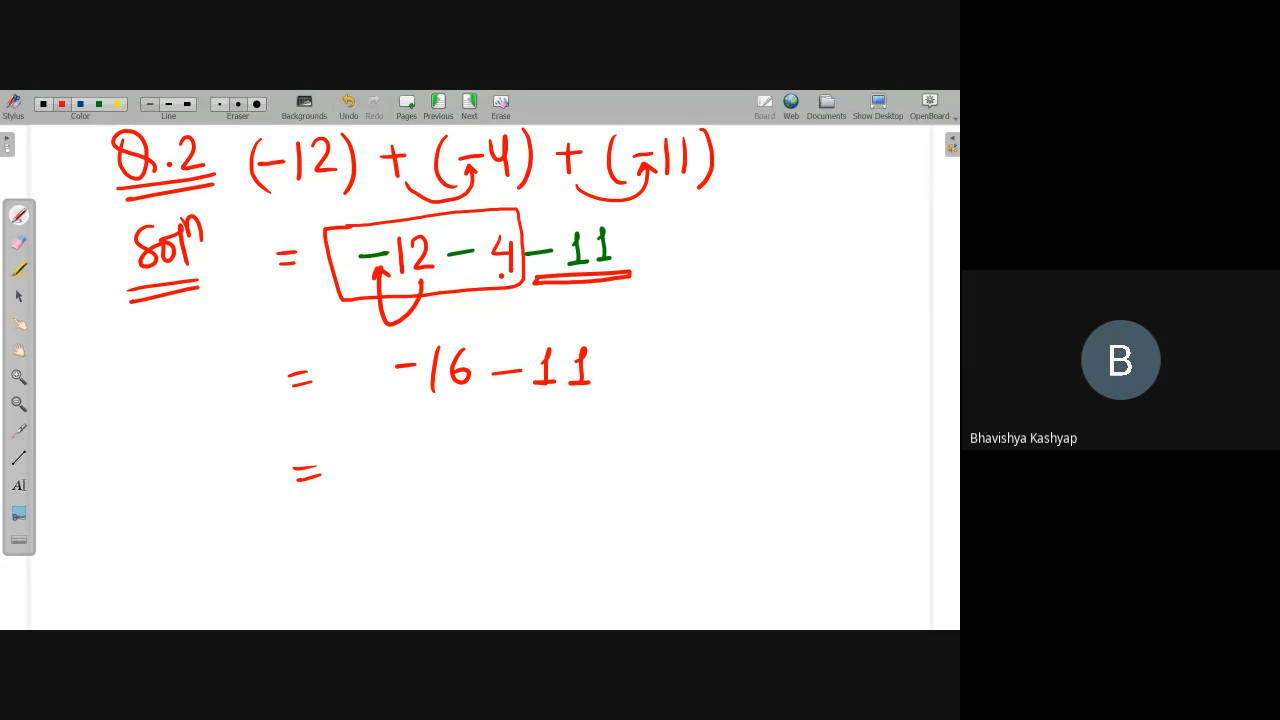 Stylus Color Line Eraser Backgrounds Undo Redo Pages Previous Next Erase Board Web Documents Show Desktop OpenBoard
Q.2 (-12) + (-4) + (-11)
Solⁿ = -12 - 4 - 11
= -16 - 11
=
B
Bhavishya Kashyap